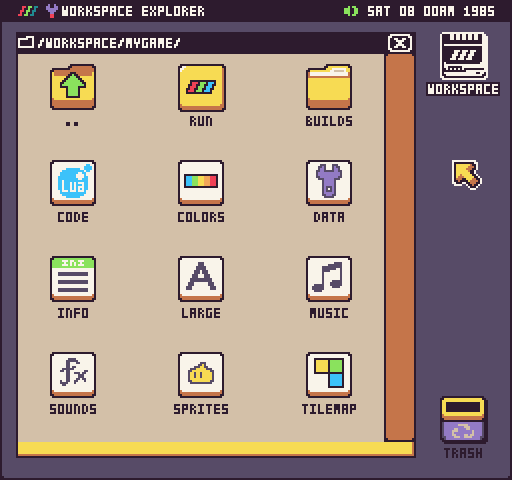 WORKSPACE EXPLORER
SAT 08 00AM 1985
/WORKSPACE/MYGAME/
WORKSPACE
..
RUN
BUILDS
Lua
CODE
COLORS
DATA
INI
INFO
A
LARGE
MUSIC
fx
SOUNDS
SPRITES
TILEMAP
TRASH